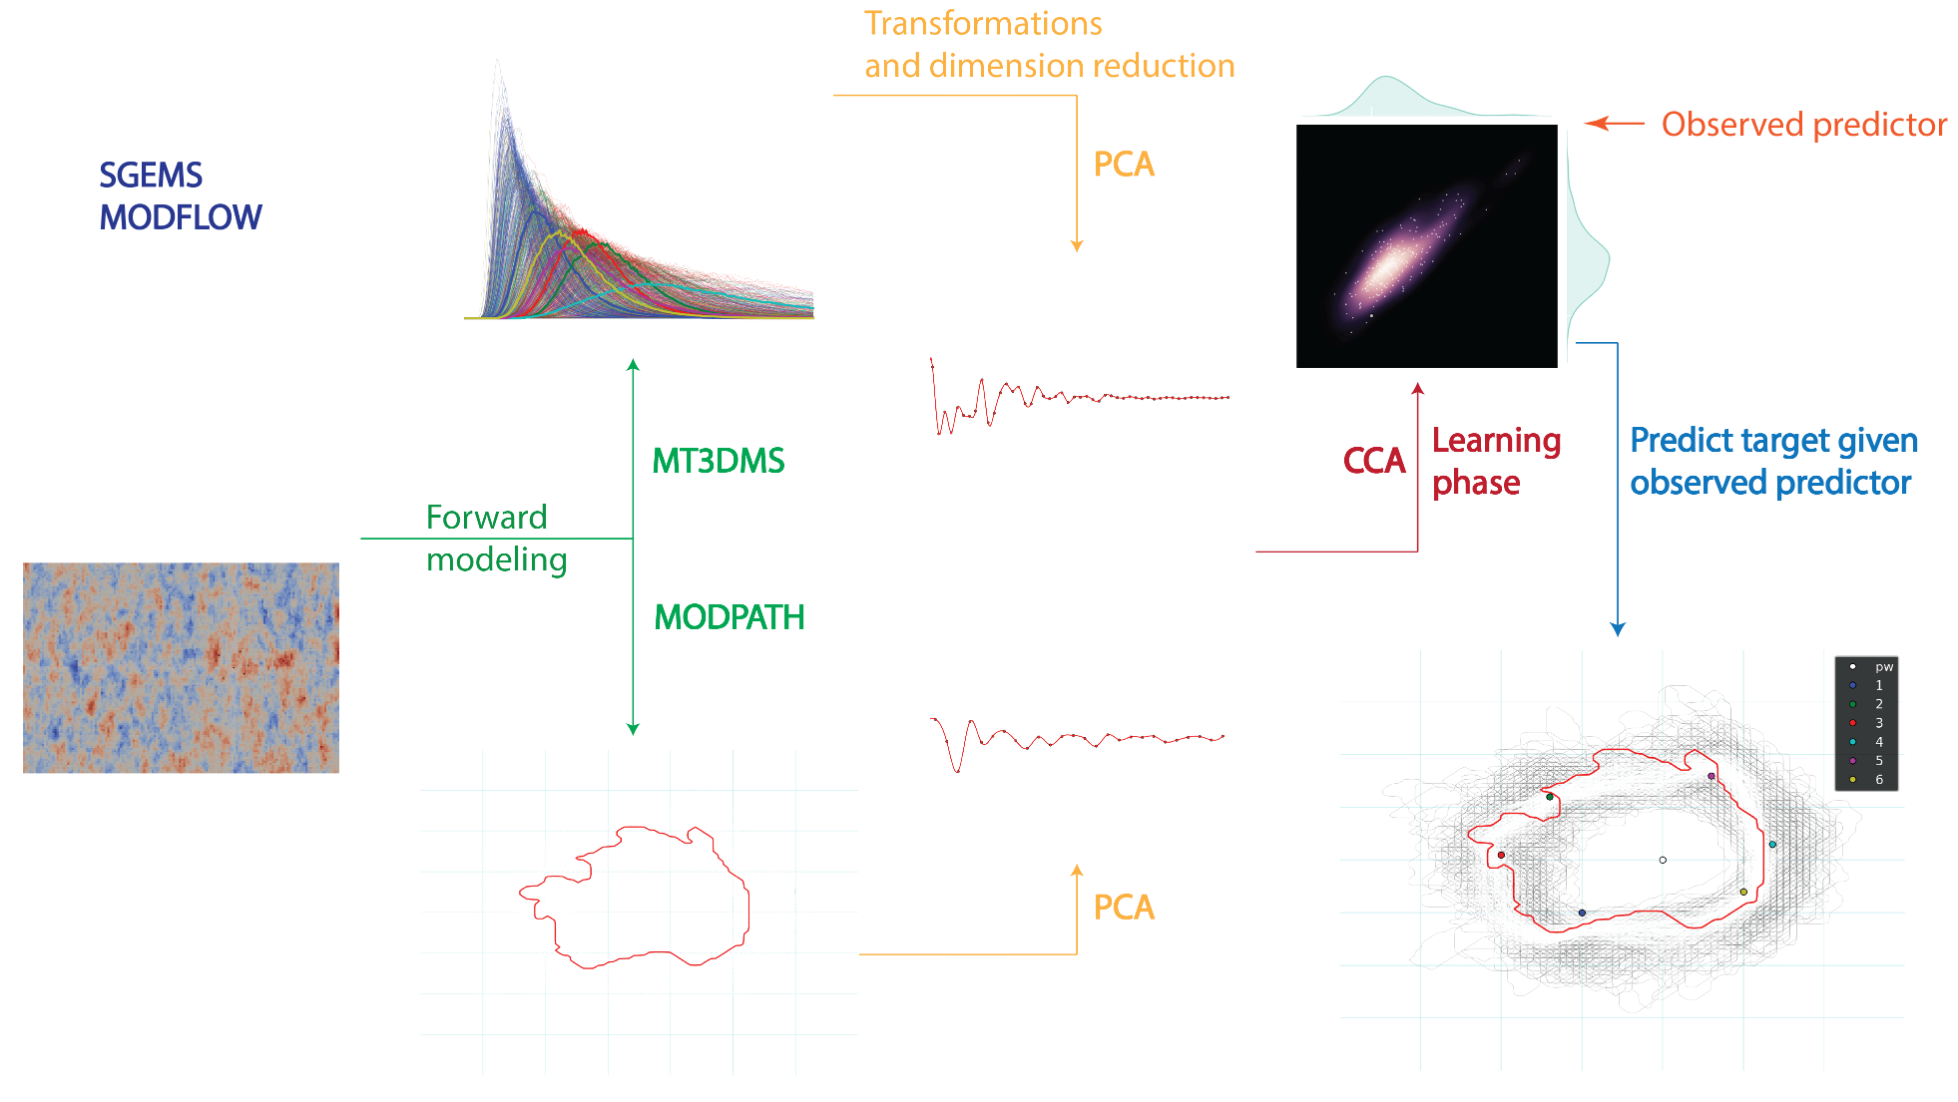 Transformations
and dimension reduction
PCA
Observed predictor
SGEMS
MODFLOW
MT3DMS
Forward
modeling
MODPATH
CCA
Learning
phase
Predict target given
observed predictor
PCA
pw
1
2
3
4
5
6